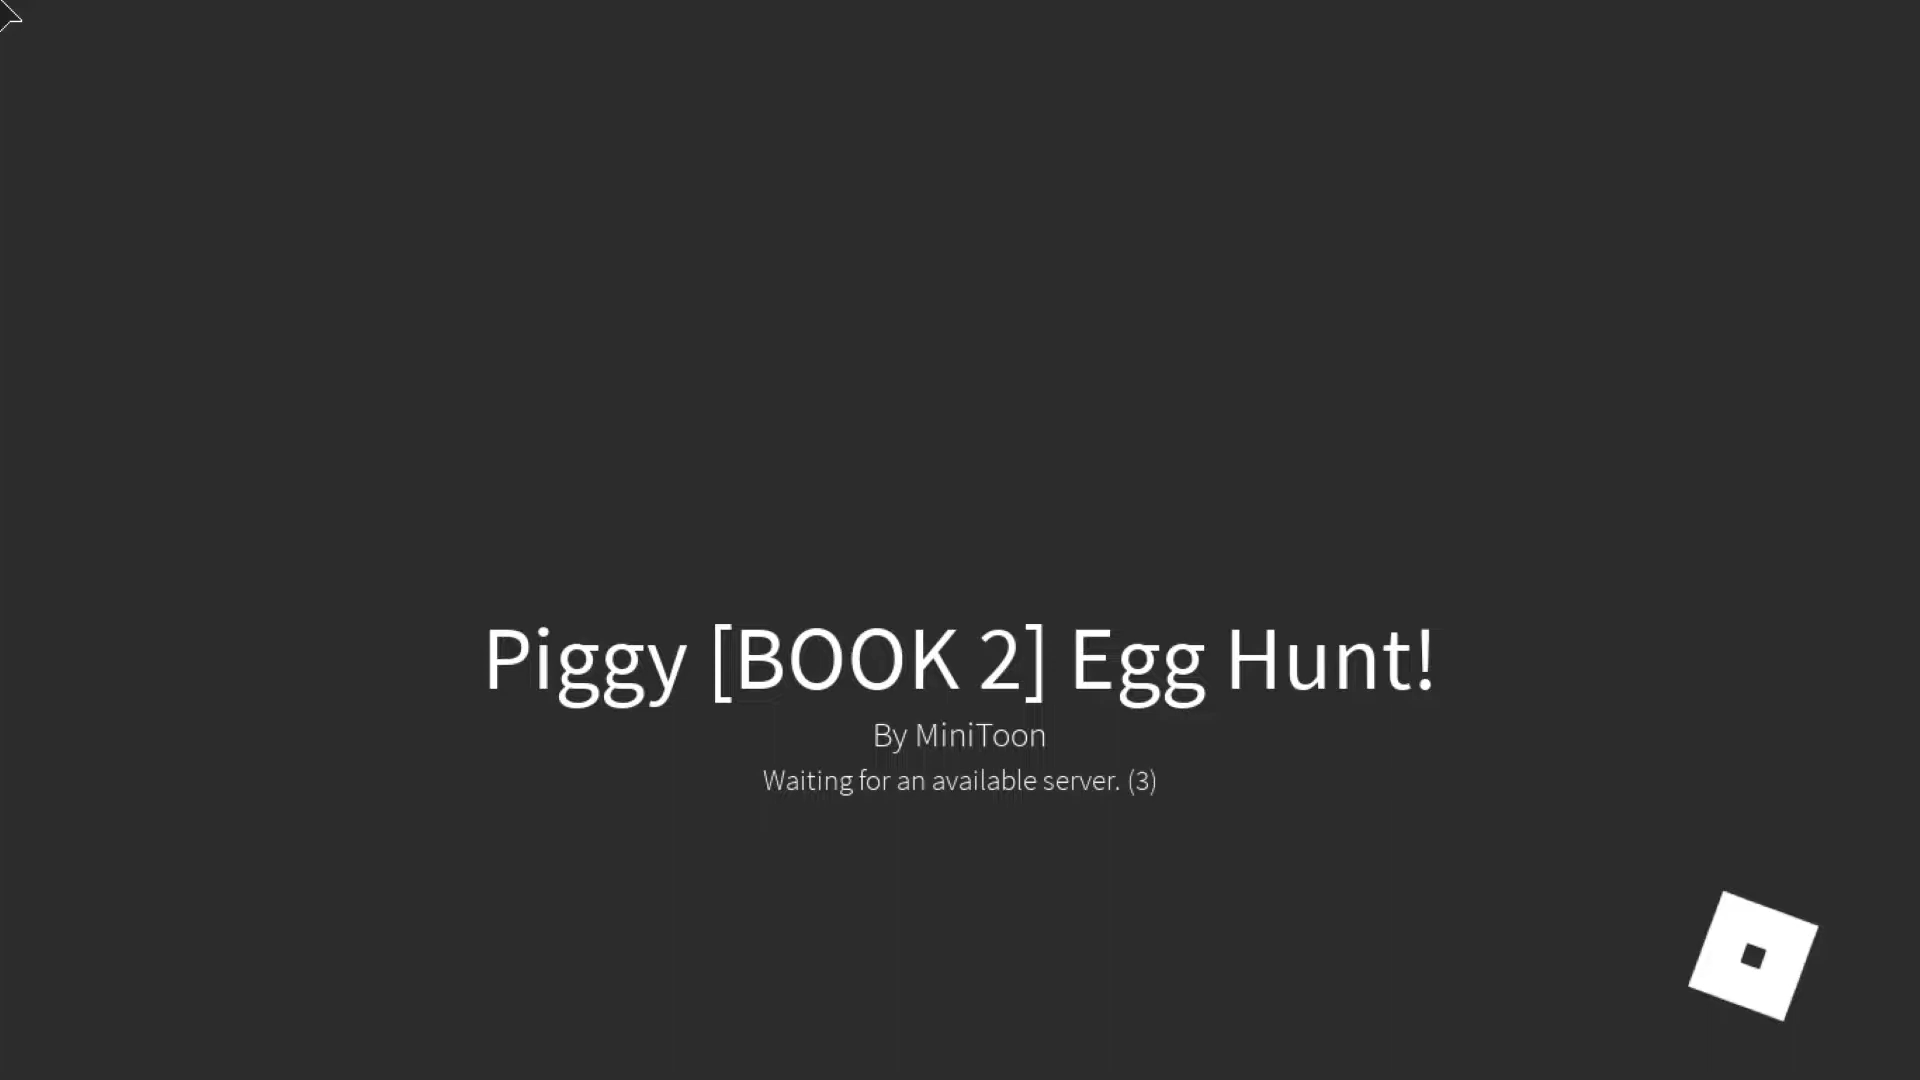 Piggy [BOOK 2] Egg Hunt!
By MiniToon
Waiting for an available server. (3)